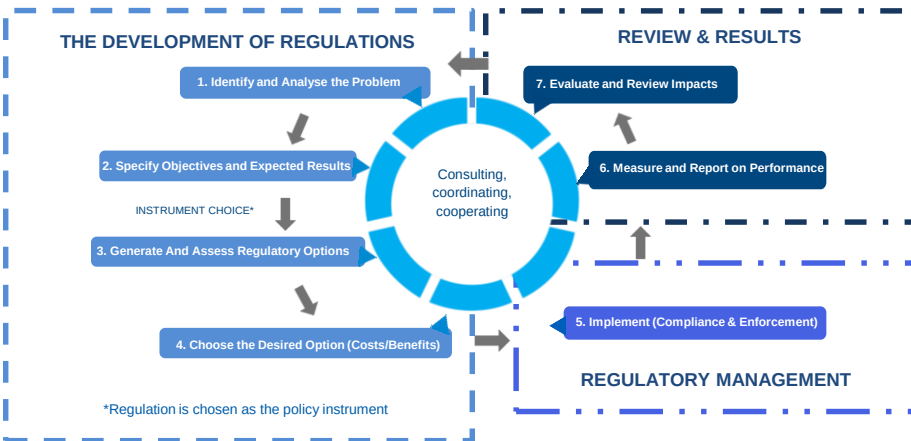 THE DEVELOPMENT OF REGULATIONS
1. Identify and Analyse the Problem
2. Specify Objectives and Expected Results
INSTRUMENT CHOICE*
3. Generate And Assess Regulatory Options
4. Choose the Desired Option (Costs/Benefits)
*Regulation is chosen as the policy instrument
Consulting,
coordinating,
cooperating
REVIEW & RESULTS
7. Evaluate and Review Impacts
6. Measure and Report on Performance
5. Implement (Compliance & Enforcement)
REGULATORY MANAGEMENT